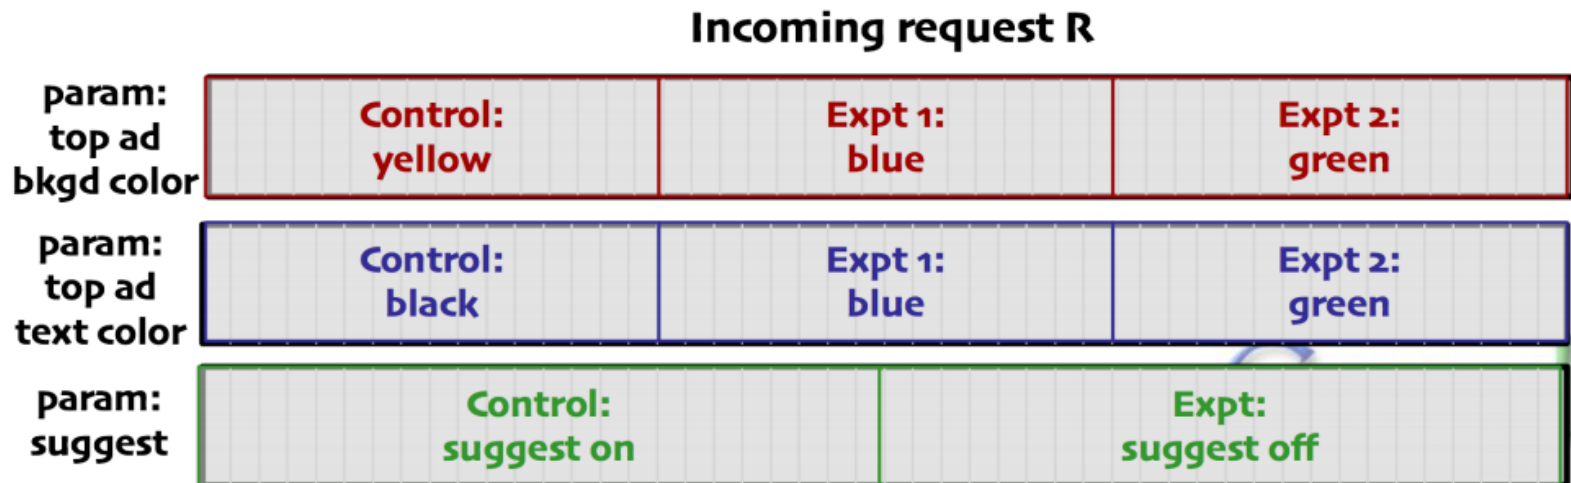 Incoming request R
param:
top ad
bkgd color
Control:
yellow
Expt 1:
blue
Expt 2:
green
param:
top ad
text color
Control:
black
Expt 1:
blue
Expt 2:
green
param:
suggest
Control:
suggest on
Expt:
suggest off